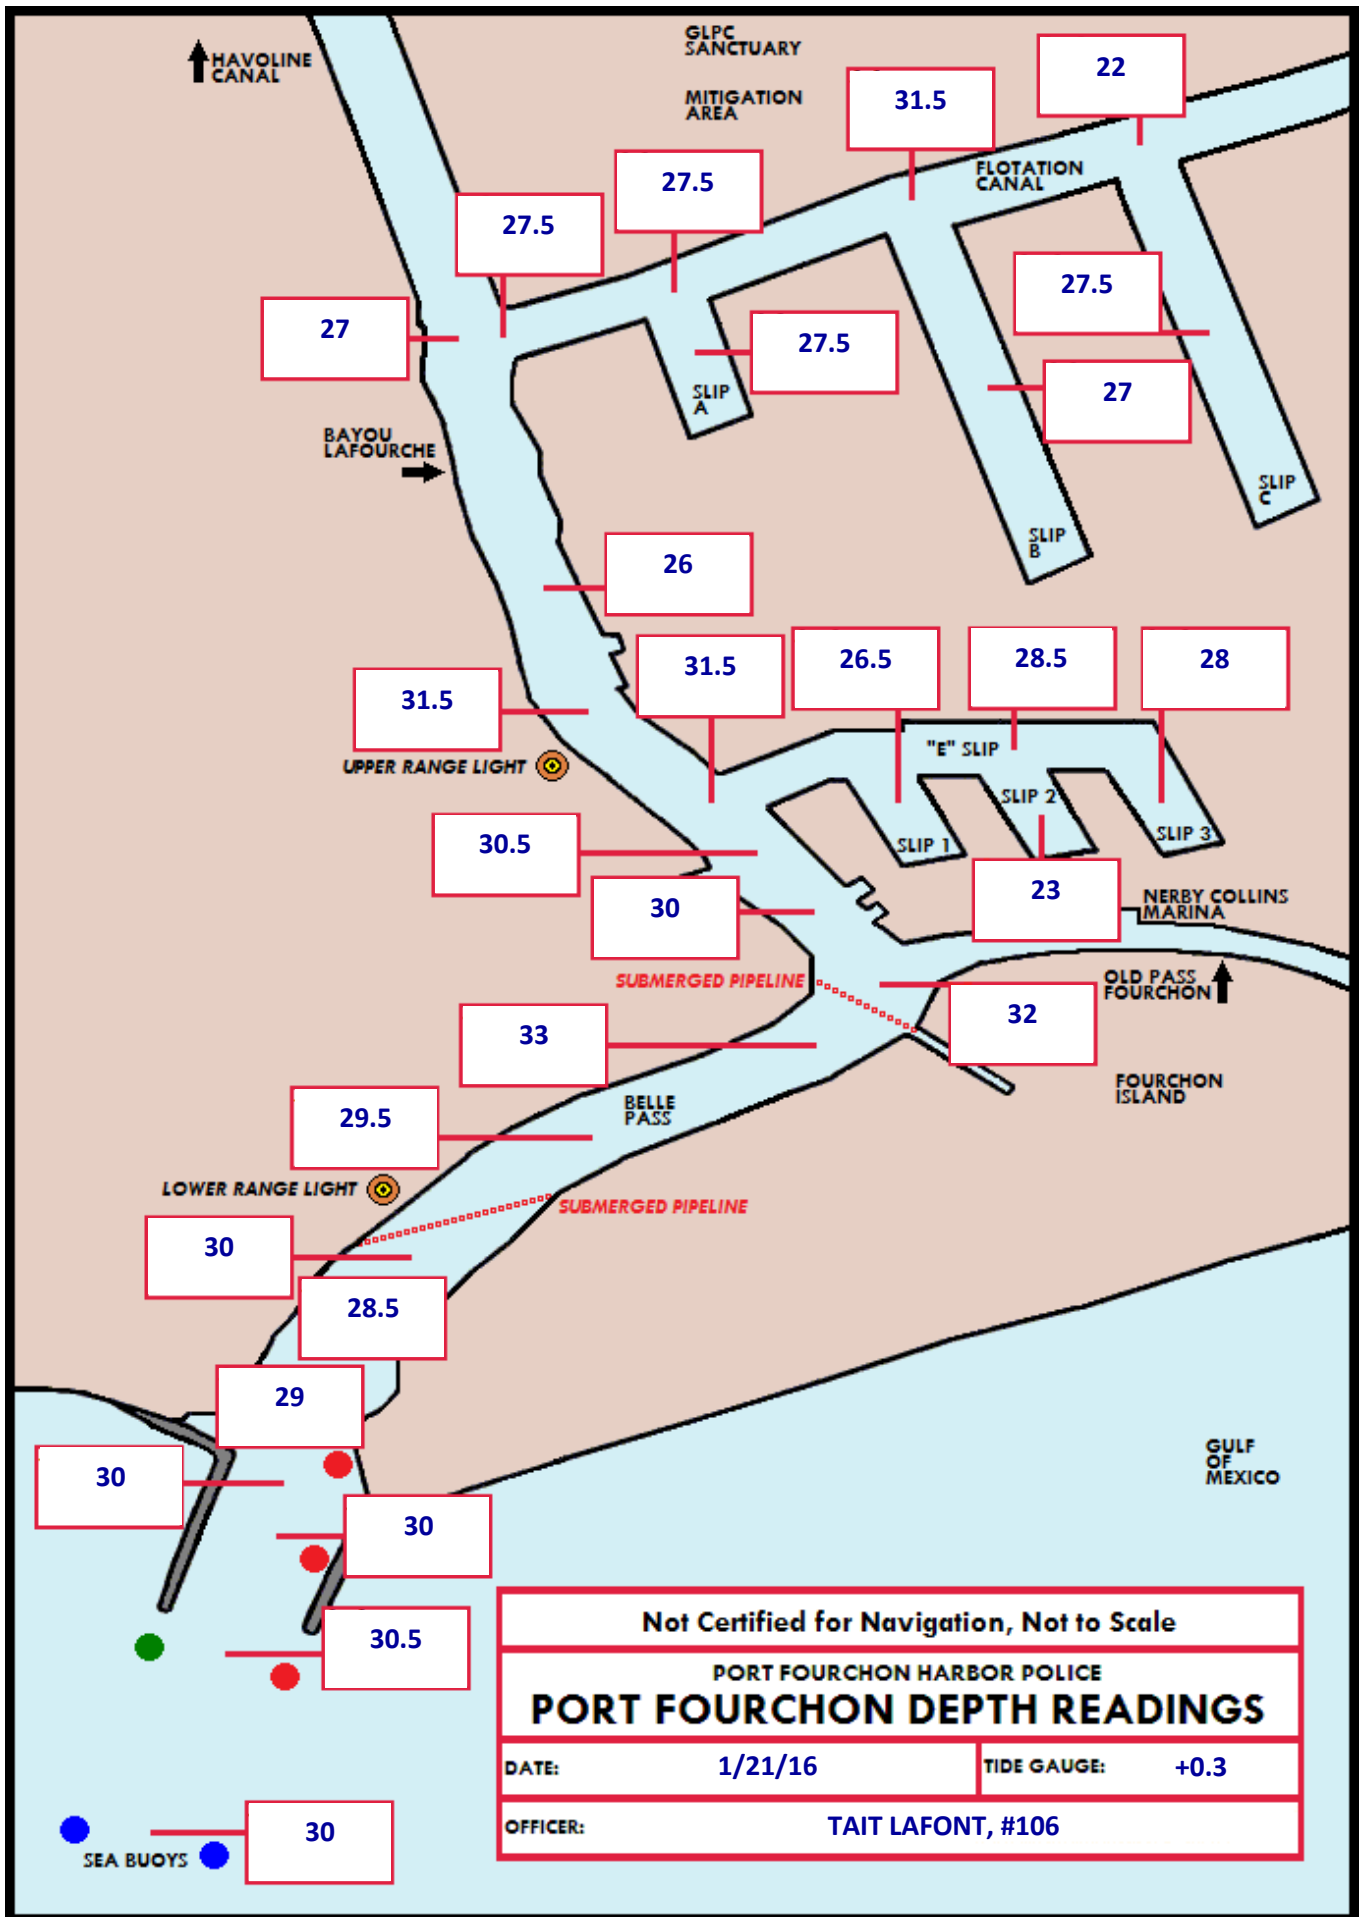 HAVOLINE
CANAL
GLPC
SANCTUARY
MITIGATION
AREA
22
31.5
27.5
27.5
FLOTATION
CANAL
27.5
27
27.5
27
SLIP
A
BAYOU
LAFOURCHE
SLIP
C
SLIP
B
26
31.5
26.5
28.5
28
31.5
"E" SLIP
UPPER RANGE LIGHT
SLIP 2
SLIP 1
SLIP 3
30.5
23
30
NERBY COLLINS
MARINA
SUBMERGED PIPELINE
OLD PASS
FOURCHON
32
33
FOURCHON
ISLAND
BELLE
PASS
29.5
LOWER RANGE LIGHT
SUBMERGED PIPELINE
30
28.5
29
GULF
OF
MEXICO
30
30
30.5
Not Certified for Navigation, Not to Scale
PORT FOURCHON HARBOR POLICE
PORT FOURCHON DEPTH READINGS
DATE: 1/21/16 TIDE GAUGE: +0.3
OFFICER: TAIT LAFONT, #106
30
SEA BUOYS